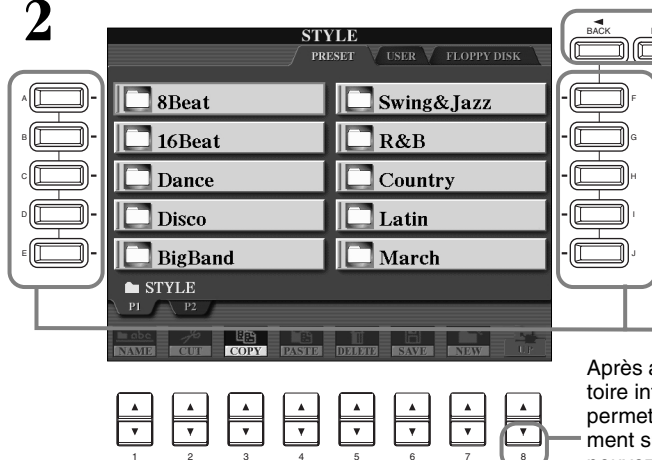 2
STYLE
PRESET USER FLOPPY DISK
BACK
A 8Beat Swing&Jazz F
B 16Beat R&B G
C Dance Country H
D Disco Latin I
E BigBand March J
STYLE
P1 P2
NAME CUT COPY PASTE DELETE SAVE NEW UP
Après a
toire in
permet
ment s
1 2 3 4 5 6 7 8